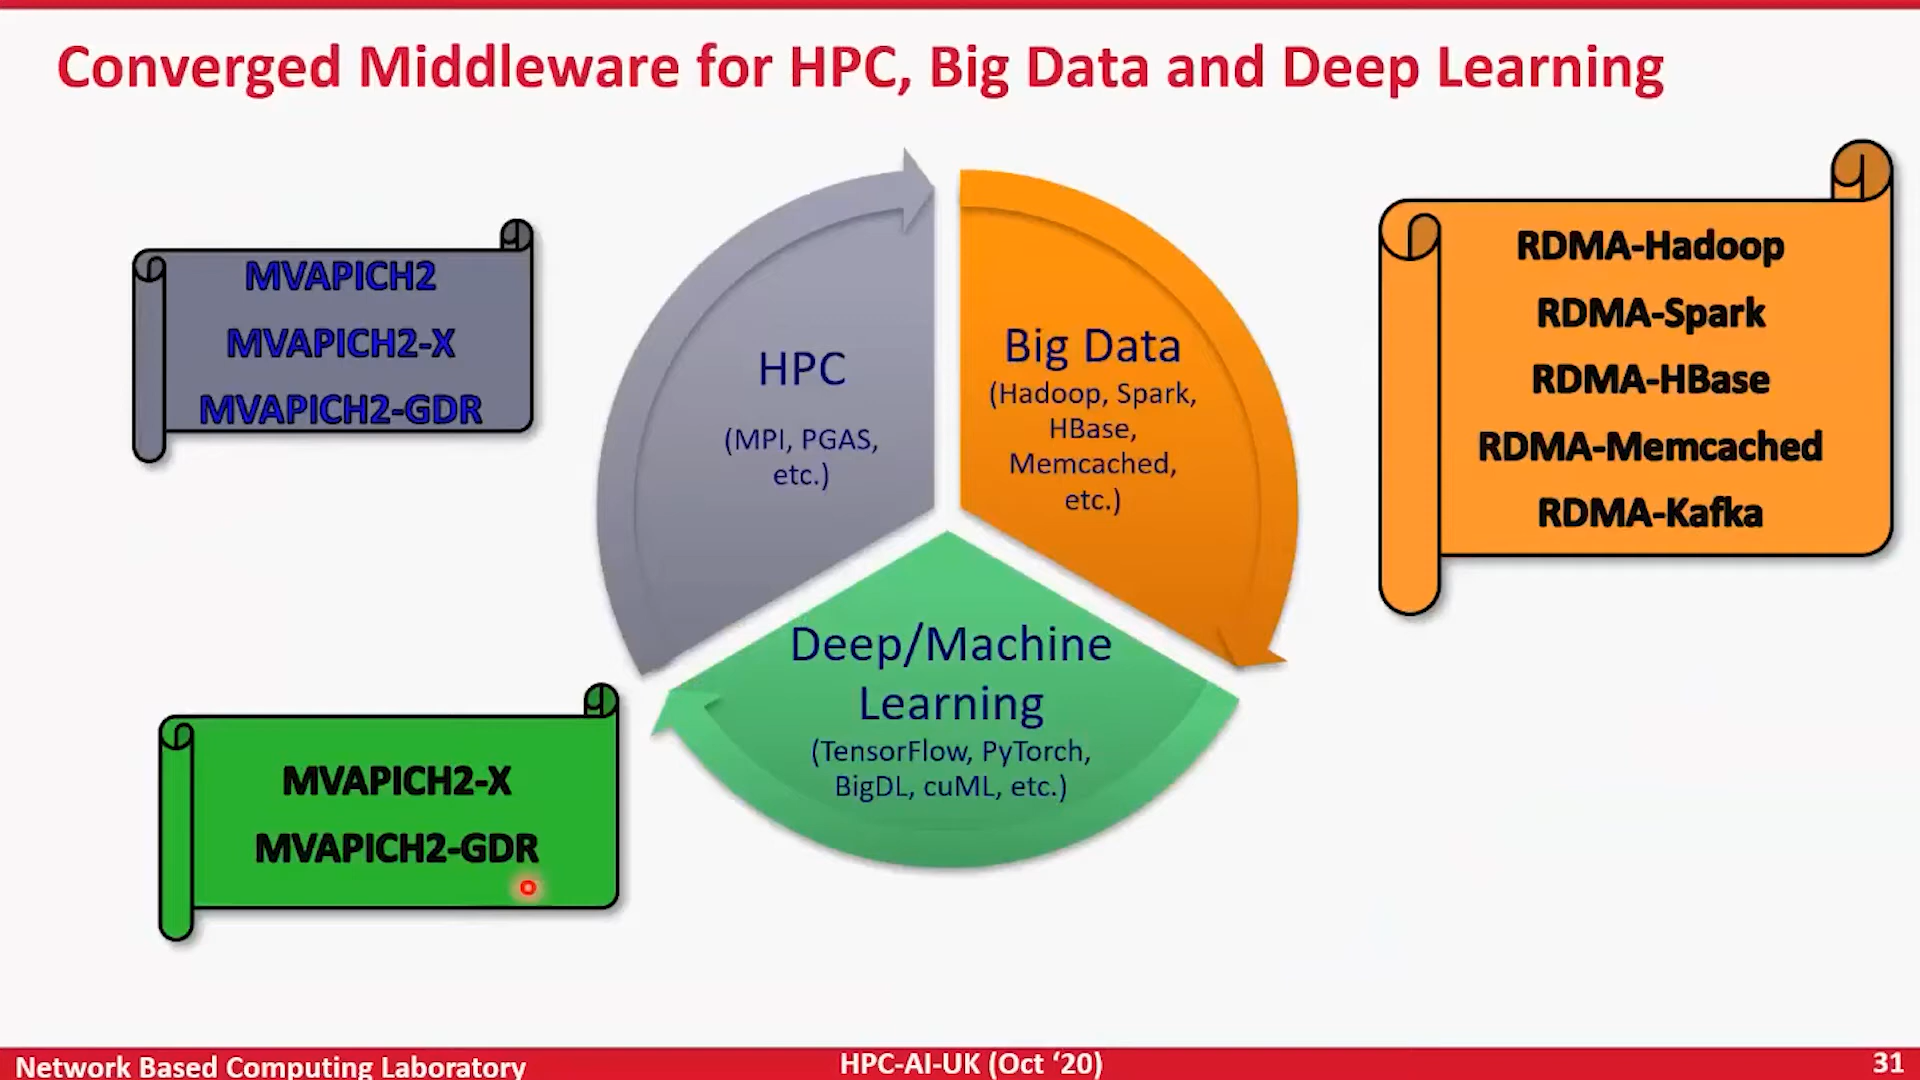 Converged Middleware for HPC, Big Data and Deep Learning
MVAPICH2
MVAPICH2-X
MVAPICH2-GDR
HPC
(MPI, PGAS,
etc.)
Big Data
(Hadoop, Spark,
HBase,
Memcached,
etc.)
RDMA-Hadoop
RDMA-Spark
RDMA-HBase
RDMA-Memcached
RDMA-Kafka
Deep/Machine
Learning
(TensorFlow, PyTorch,
BigDL, cuML, etc.)
MVAPICH2-X
MVAPICH2-GDR
Network Based Computing Laboratory
HPC-AI-UK (Oct ‘20)
31